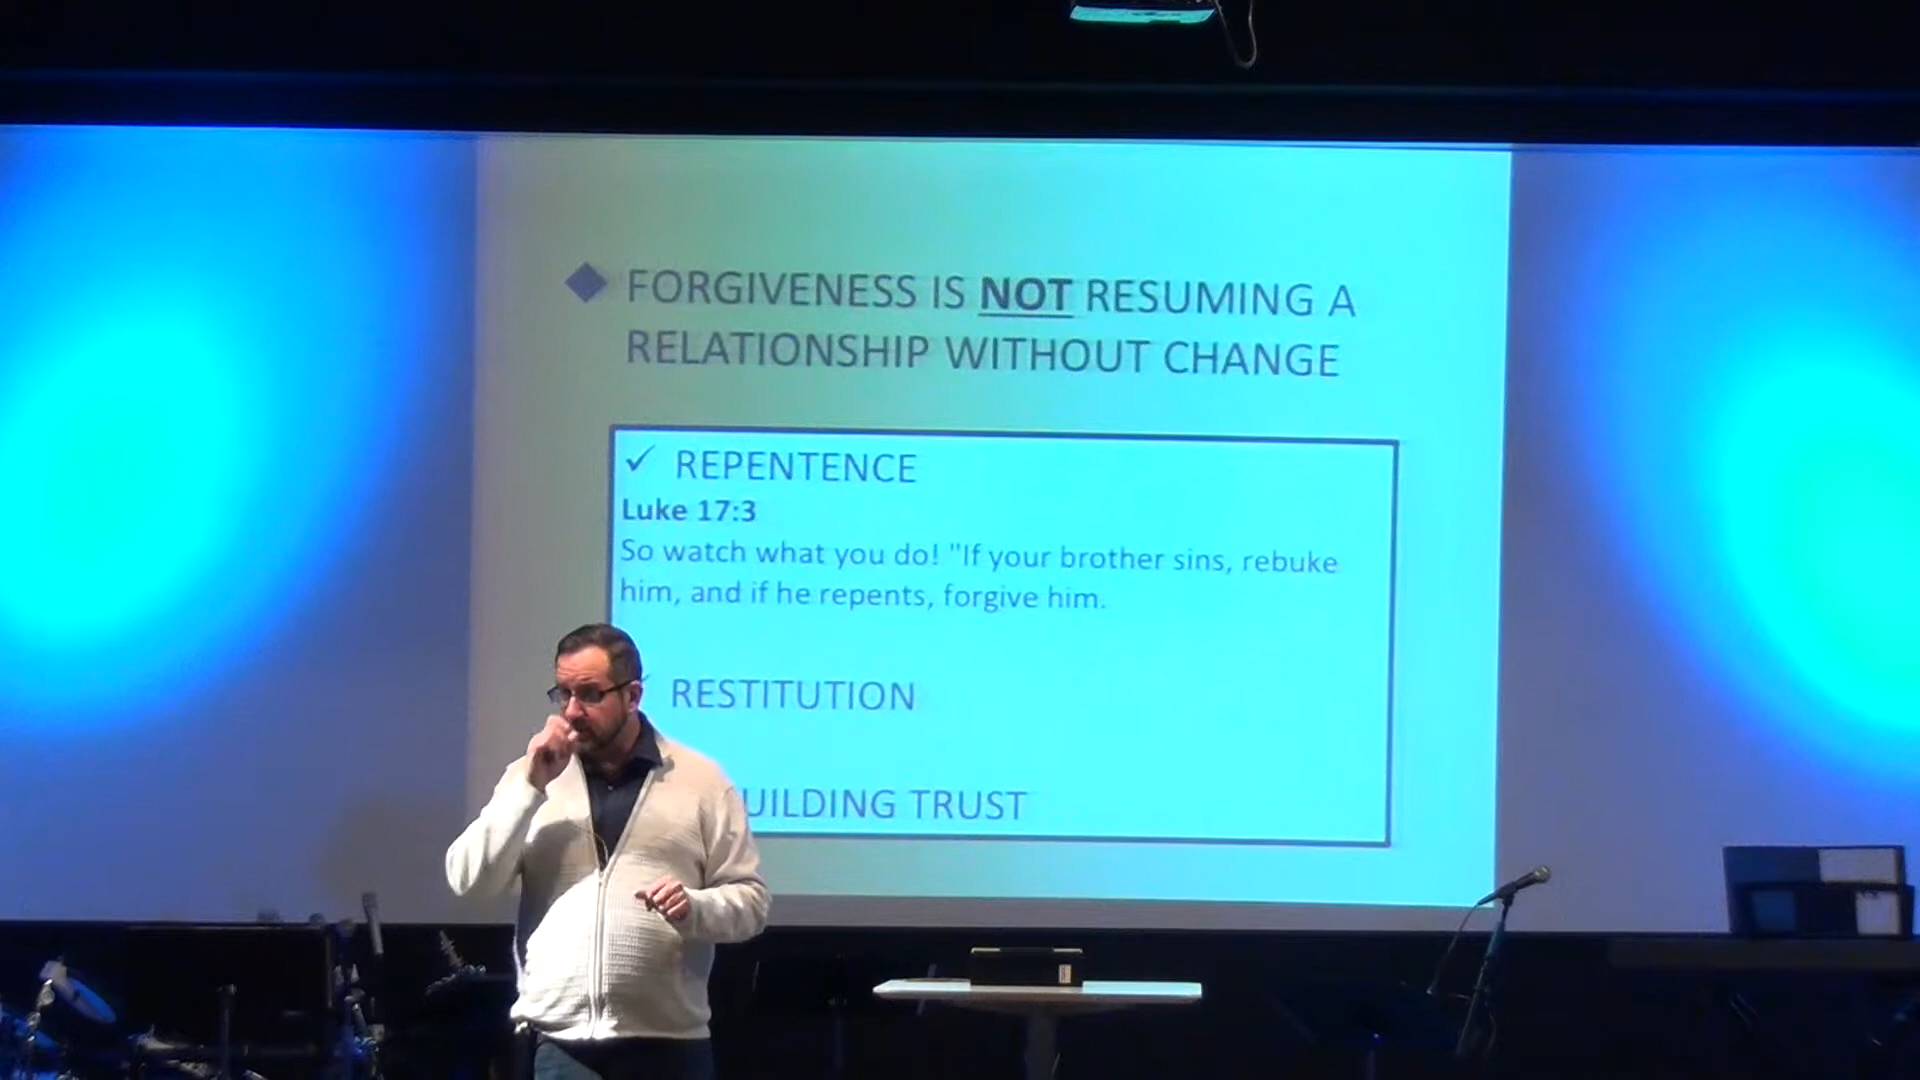 FORGIVENESS IS NOT RESUMING A
RELATIONSHIP WITHOUT CHANGE
✓ REPENTENCE
Luke 17:3
So watch what you do! "If your brother sins, rebuke
him, and if he repents, forgive him.
RESTITUTION
UILDING TRUST